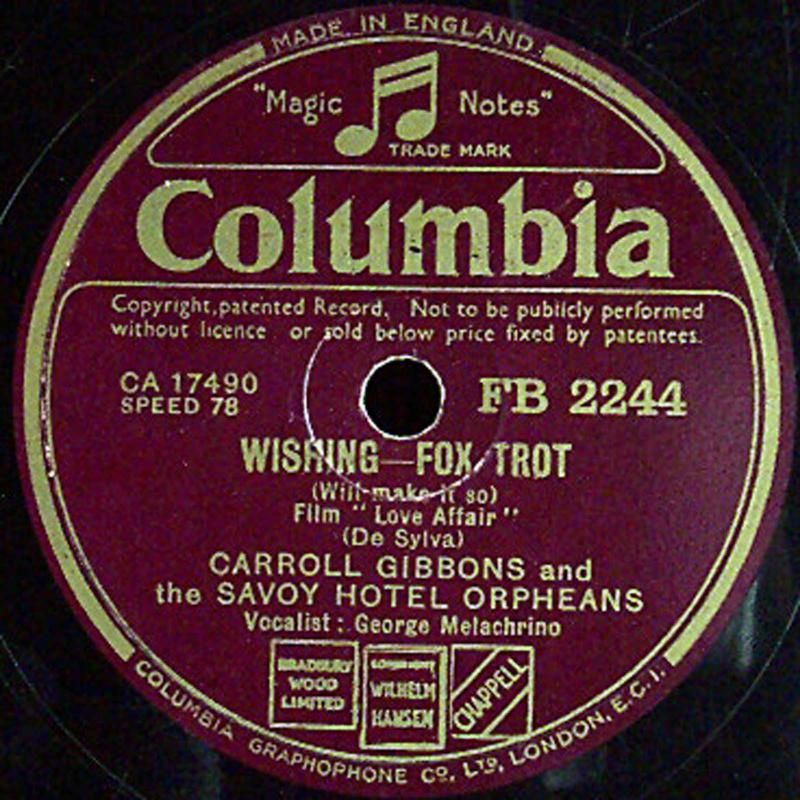 MADE IN ENGLAND
"Magic Notes"
TRADE MARK
Columbia
Copyright, patented Record. Not to be publicly performed
without licence or sold below price fixed by patentees.
CA 17490
SPEED 78
FB 2244
WISHING—FOX TROT
(Will make it so)
Film "Love Affair"
(De Sylva)
CARROLL GIBBONS and
the SAVOY HOTEL ORPHEANS
Vocalist: George Melachrino
BRADBURY
WOOD
LIMITED
COPYRIGHT
WILHELM
HANSEN
CHAPPELL
COLUMBIA GRAPHOPHONE CO. LTD. LONDON, E.C.1.